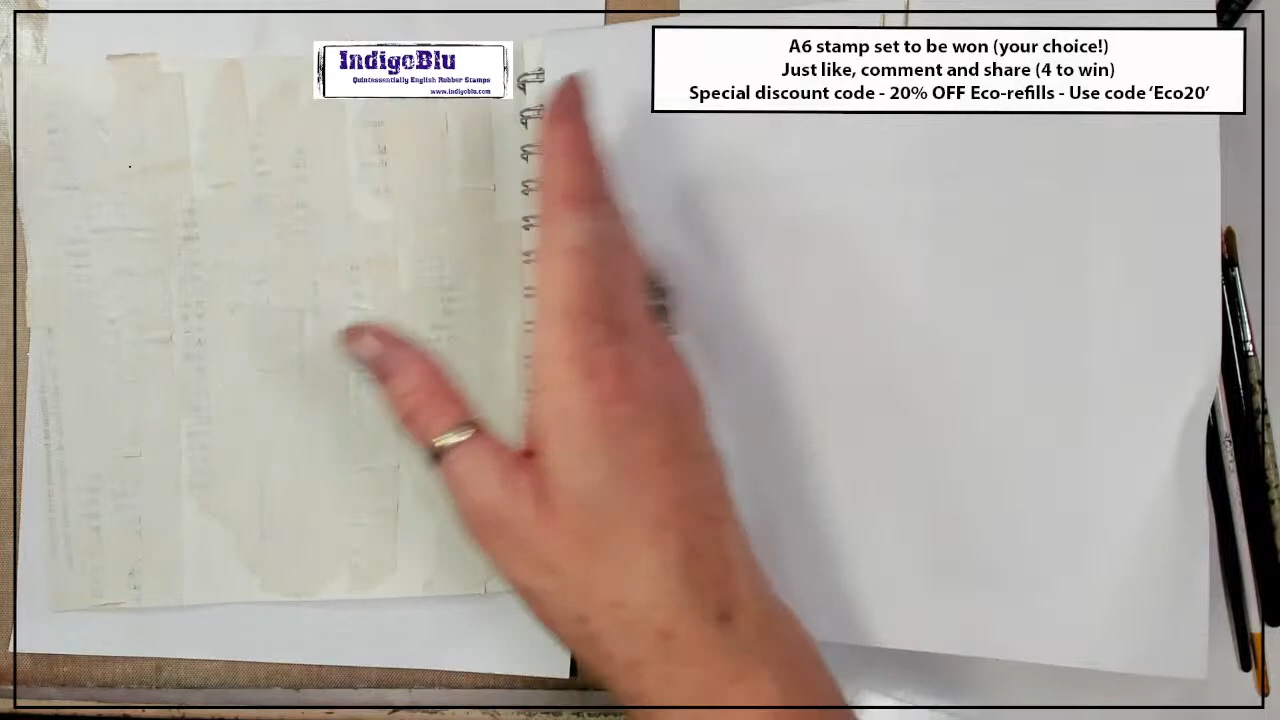 IndigoBlu
Quintessentially English Rubber Stamps
www.indigoblu.com
A6 stamp set to be won (your choice!)
Just like, comment and share (4 to win)
Special discount code - 20% OFF Eco-refills - Use code ‘Eco20’